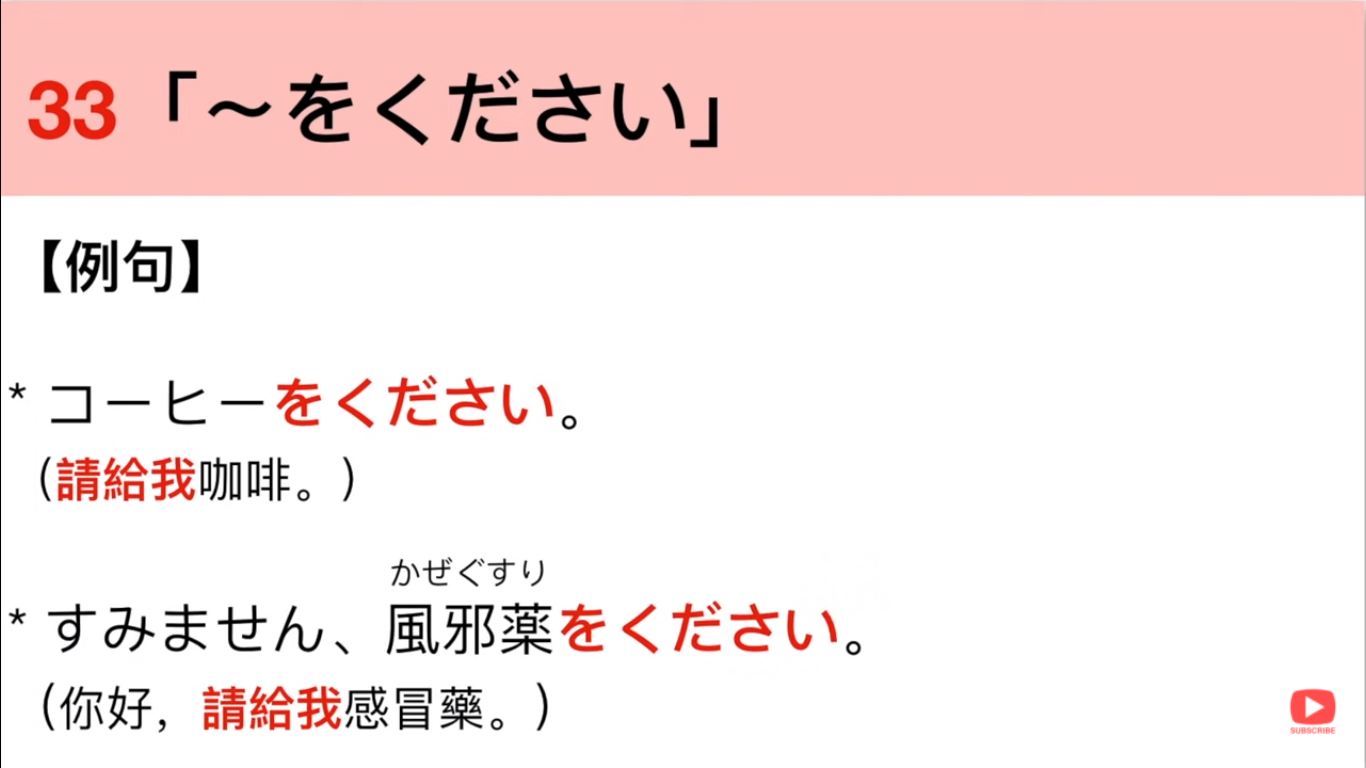 33「～をください」
【例句】
* コーヒーをください。
（請給我咖啡。）
かぜぐすり
* すみません、風邪薬をください。
（你好，請給我感冒藥。）
SUBSCRIBE